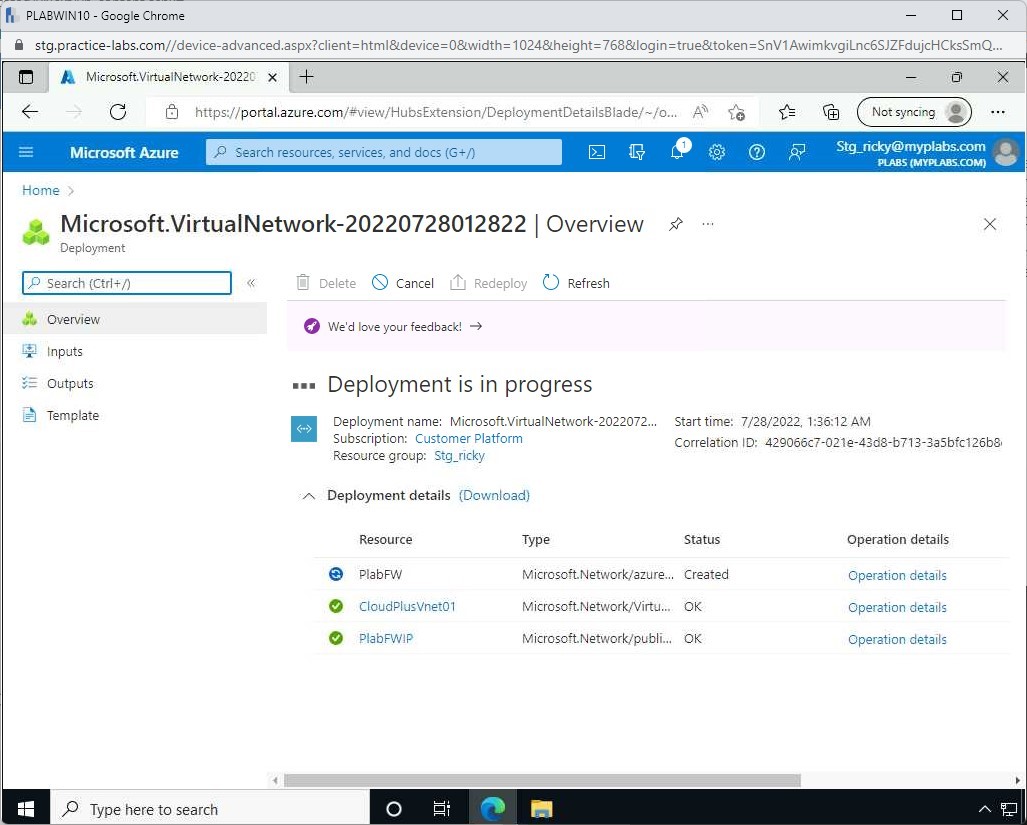 PLABWIN10 - Google Chrome
stg.practice-labs.com//device-advanced.aspx?client=html&device=0&width=1024&height=768&login=true&token=SnV1AwimkvgiLnc6SJZFdujcHCksSmQ...
Microsoft.VirtualNetwork-20220
https://portal.azure.com/#view/HubsExtension/DeploymentDetailsBlade/~/o...
Not syncing
Microsoft Azure
Search resources, services, and docs (G+/)
1
Stg_ricky@myplabs.com
PLABS (MYPLABS.COM)
Home
Microsoft.VirtualNetwork-20220728012822 | Overview
Deployment
Search (Ctrl+/)
Delete Cancel Redeploy Refresh
Overview
We'd love your feedback!
Inputs
Outputs
Template
Deployment is in progress
Deployment name: Microsoft.VirtualNetwork-2022072...
Start time: 7/28/2022, 1:36:12 AM
Subscription: Customer Platform
Correlation ID: 429066c7-021e-43d8-b713-3a5bfc126b8
Resource group: Stg_ricky
Deployment details (Download)
Resource Type Status Operation details
PlabFW Microsoft.Network/azure... Created Operation details
CloudPlusVnet01 Microsoft.Network/Virtu... OK Operation details
PlabFWIP Microsoft.Network/publi... OK Operation details
Type here to search